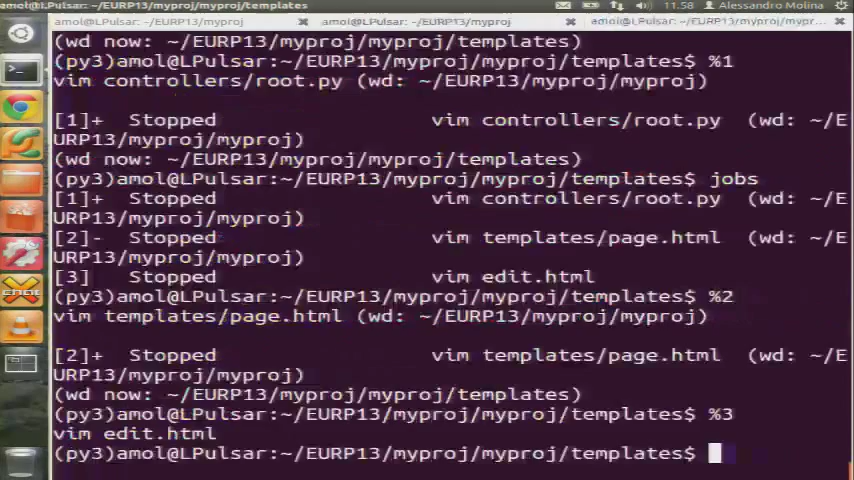 amol@LPulsar: ~/EURP13/myproj/myproj/templates
11.58 Alessandro Molina
amol@LPulsar: ~/EURP13/myproj
amol@LPulsar: ~/EURP13/myproj/myproj
amol@LPulsar: ~/EURP13/myproj/mypr...
(wd now: ~/EURP13/myproj/myproj/templates)
(py3)amol@LPulsar:~/EURP13/myproj/myproj/templates$ %1
vim controllers/root.py (wd: ~/EURP13/myproj/myproj)
[1]+  Stopped                 vim controllers/root.py  (wd: ~/E
URP13/myproj/myproj)
(wd now: ~/EURP13/myproj/myproj/templates)
(py3)amol@LPulsar:~/EURP13/myproj/myproj/templates$ jobs
[1]+  Stopped                 vim controllers/root.py  (wd: ~/E
URP13/myproj/myproj)
[2]-  Stopped                 vim templates/page.html  (wd: ~/E
URP13/myproj/myproj)
[3]   Stopped                 vim edit.html
(py3)amol@LPulsar:~/EURP13/myproj/myproj/templates$ %2
vim templates/page.html (wd: ~/EURP13/myproj/myproj)
[2]+  Stopped                 vim templates/page.html  (wd: ~/E
URP13/myproj/myproj)
(wd now: ~/EURP13/myproj/myproj/templates)
(py3)amol@LPulsar:~/EURP13/myproj/myproj/templates$ %3
vim edit.html
(py3)amol@LPulsar:~/EURP13/myproj/myproj/templates$